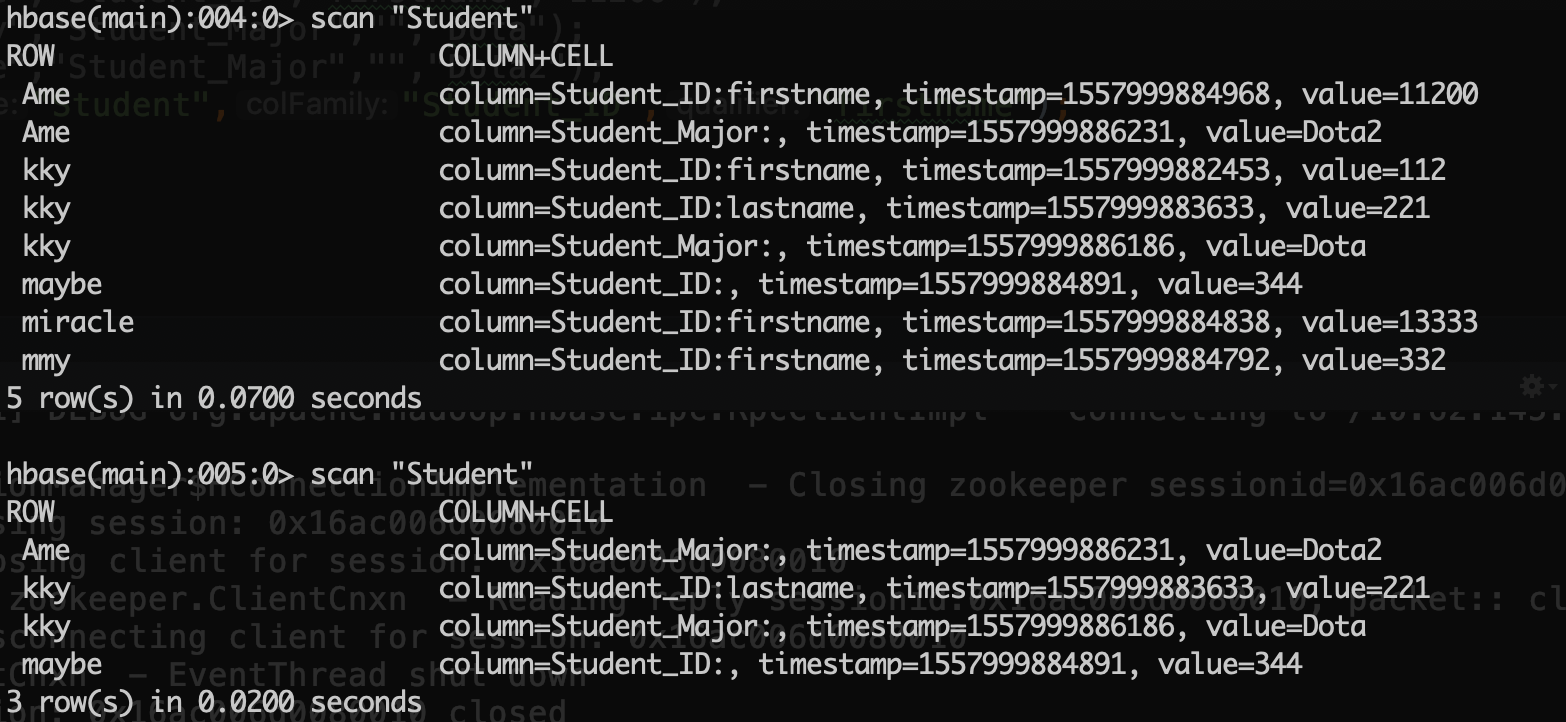 hbase(main):004:0> scan "Student"
ROW                        COLUMN+CELL
 Ame                       column=Student_ID:firstname, timestamp=1557999884968, value=11200
 Ame                       column=Student_Major:, timestamp=1557999886231, value=Dota2
 kky                       column=Student_ID:firstname, timestamp=1557999882453, value=112
 kky                       column=Student_ID:lastname, timestamp=1557999883633, value=221
 kky                       column=Student_Major:, timestamp=1557999886186, value=Dota
 maybe                     column=Student_ID:, timestamp=1557999884891, value=344
 miracle                   column=Student_ID:firstname, timestamp=1557999884838, value=13333
 mmy                       column=Student_ID:firstname, timestamp=1557999884792, value=332
5 row(s) in 0.0700 seconds
hbase(main):005:0> scan "Student"
ROW                        COLUMN+CELL
 Ame                       column=Student_Major:, timestamp=1557999886231, value=Dota2
 kky                       column=Student_ID:lastname, timestamp=1557999883633, value=221
 kky                       column=Student_Major:, timestamp=1557999886186, value=Dota
 maybe                     column=Student_ID:, timestamp=1557999884891, value=344
3 row(s) in 0.0200 seconds